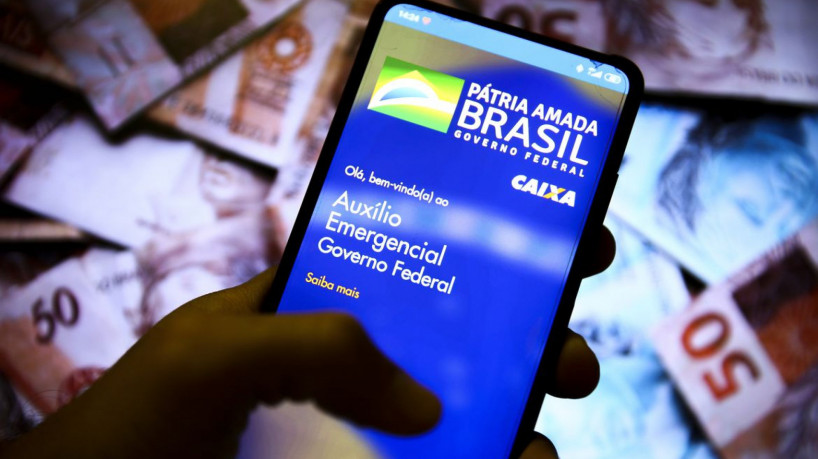 14:24
PÁTRIA AMADA
BRASIL
GOVERNO FEDERAL
CAIXA
Olá, bem-vindo(a) ao
Auxílio
Emergencial
Governo Federal
Saiba mais
50
50